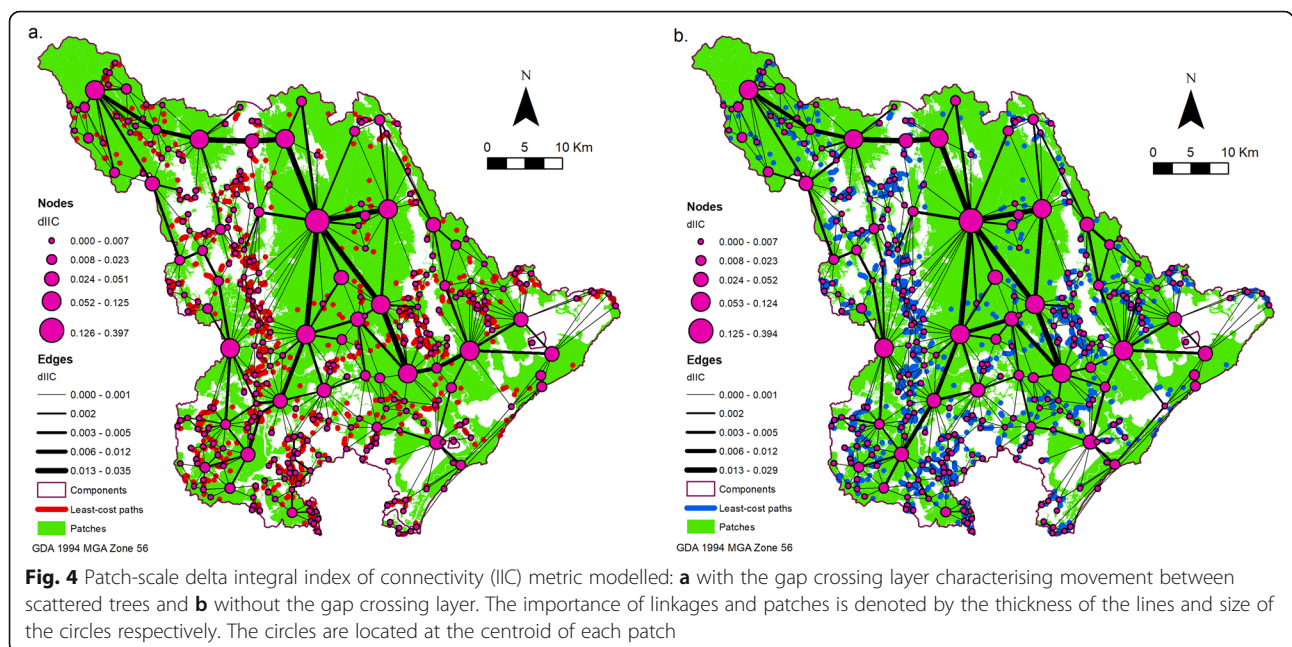 a.
N
0 5 10 Km
Nodes
dIIC
0.000 - 0.007
0.008 - 0.023
0.024 - 0.051
0.052 - 0.125
0.126 - 0.397
Edges
dIIC
0.000 - 0.001
0.002
0.003 - 0.005
0.006 - 0.012
0.013 - 0.035
Components
Least-cost paths
Patches
GDA 1994 MGA Zone 56
b.
N
0 5 10 Km
Nodes
dIIC
0.000 - 0.007
0.008 - 0.023
0.024 - 0.052
0.053 - 0.124
0.125 - 0.394
Edges
dIIC
0.000 - 0.001
0.002
0.003 - 0.005
0.006 - 0.012
0.013 - 0.029
Components
Least-cost paths
Patches
GDA 1994 MGA Zone 56
Fig. 4 Patch-scale delta integral index of connectivity (IIC) metric modelled: a with the gap crossing layer characterising movement between
scattered trees and b without the gap crossing layer. The importance of linkages and patches is denoted by the thickness of the lines and size of
the circles respectively. The circles are located at the centroid of each patch